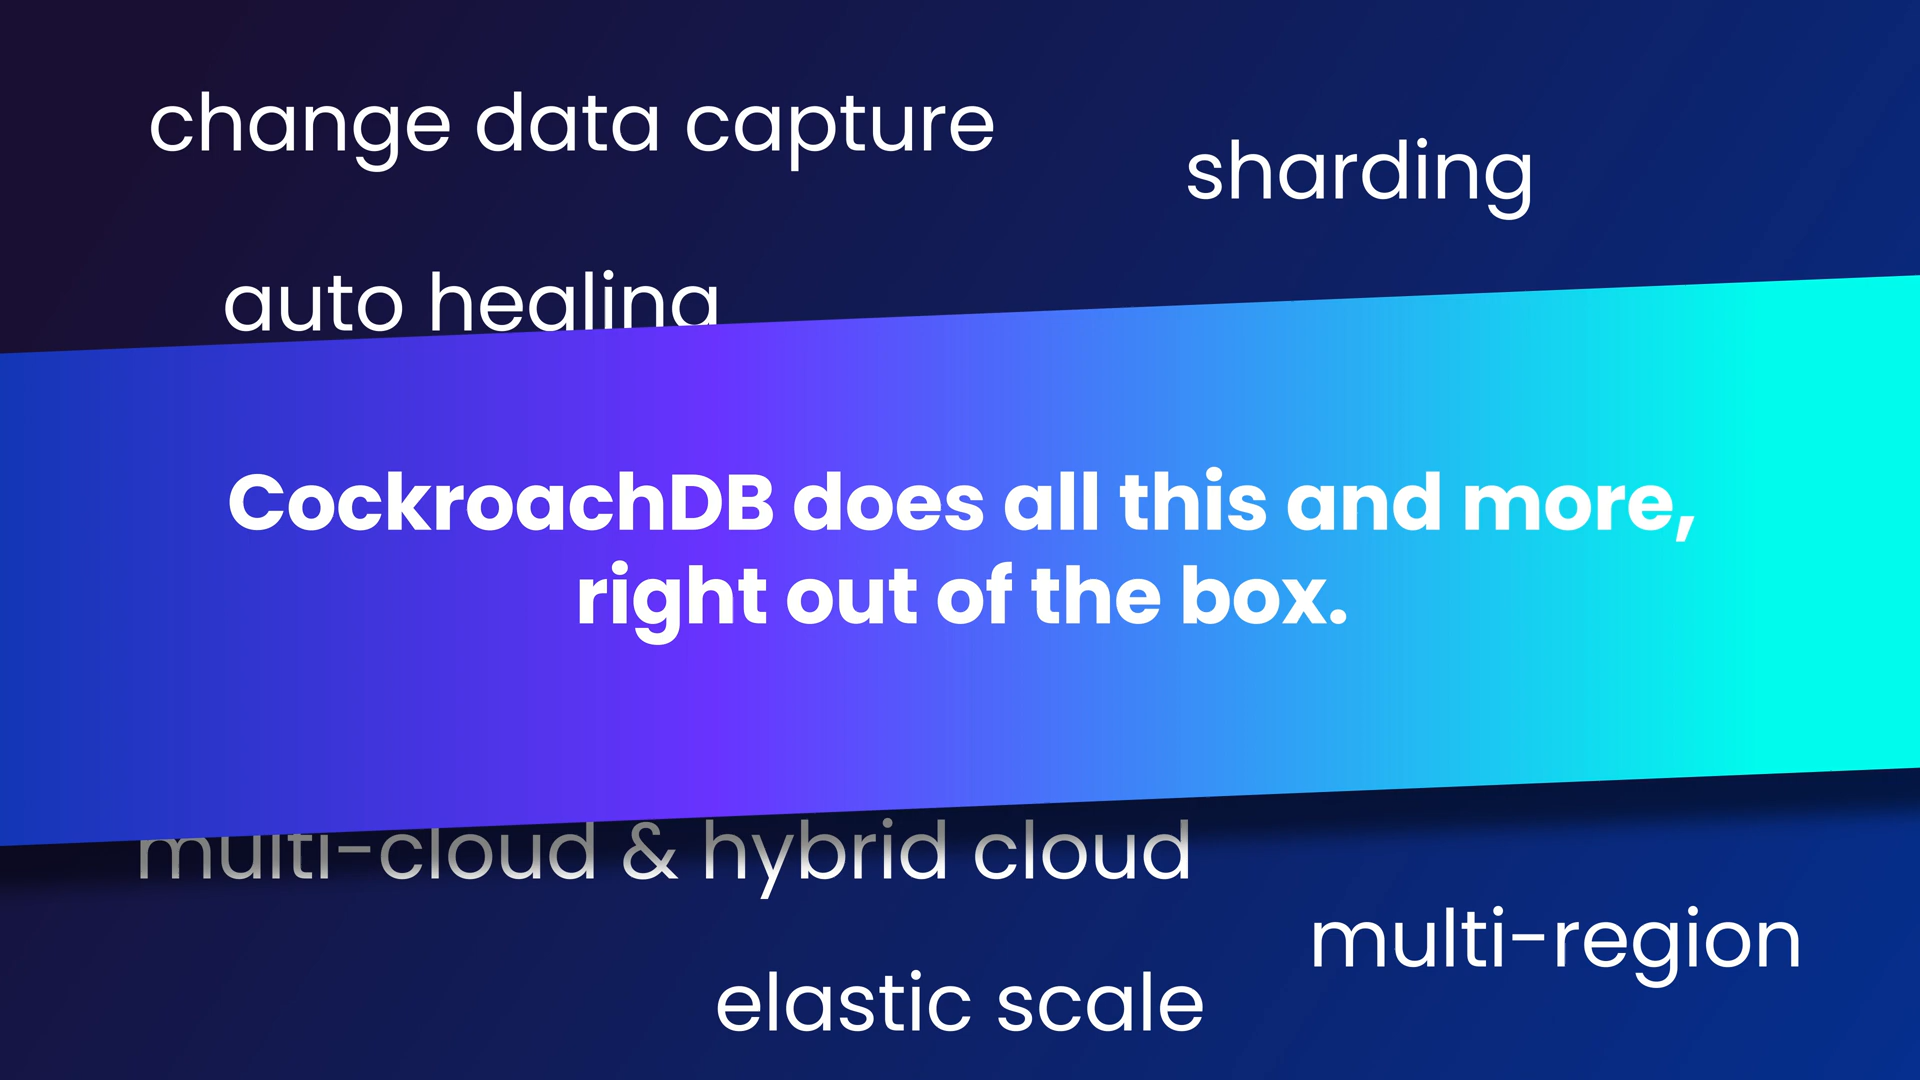 change data capture
sharding
auto healing
CockroachDB does all this and more,
right out of the box.
multi-cloud & hybrid cloud
multi-region
elastic scale